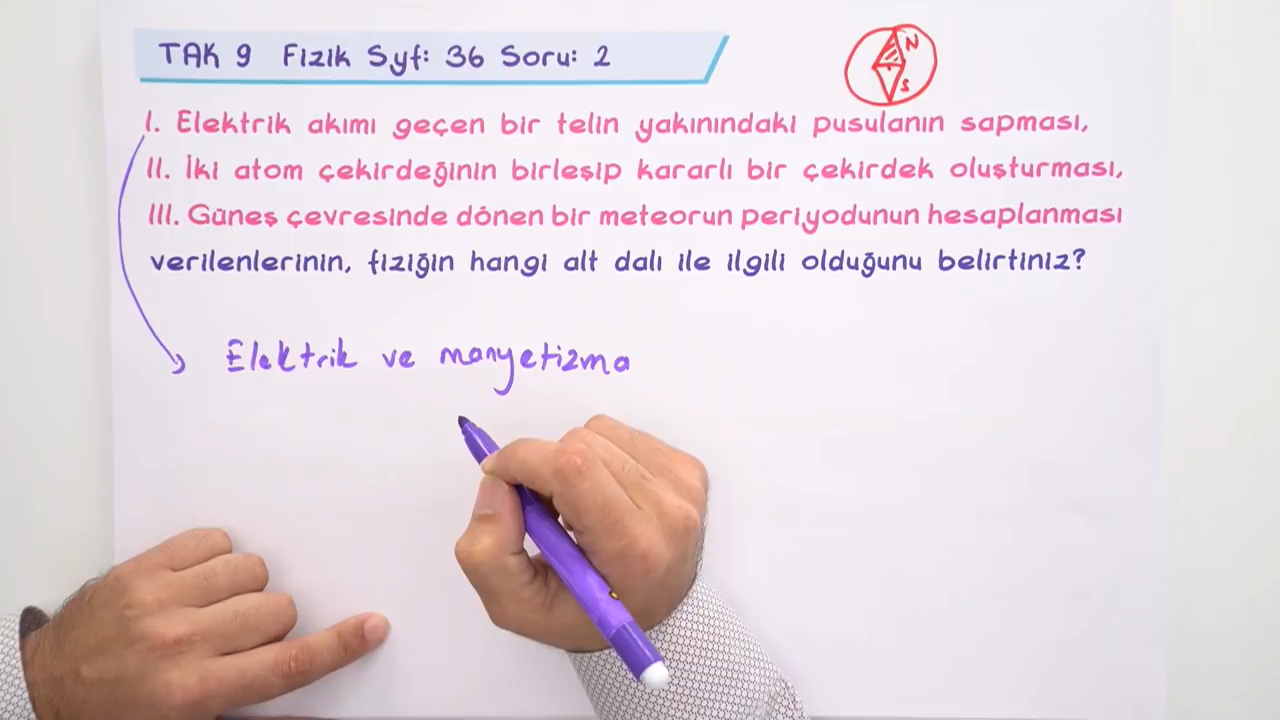 TAK 9 Fizik Syf: 36 Soru: 2
N
S
I. Elektrik akımı geçen bir telin yakınındaki pusulanın sapması,
II. İki atom çekirdeğinin birleşip kararlı bir çekirdek oluşturması,
III. Güneş çevresinde dönen bir meteorun periyodunun hesaplanması
verilenlerinin, fiziğin hangi alt dalı ile ilgili olduğunu belirtiniz?
Elektrik ve manyetizma